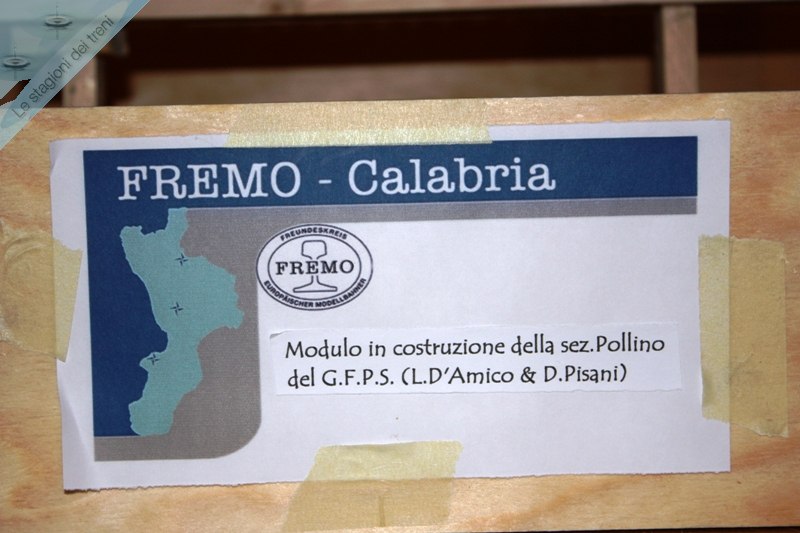 Le stagioni dei treni
FREMO - Calabria
FREUNDESKREIS
FREMO
EUROPÄISCHER MODELLBAHNER
Modulo in costruzione della sez.Pollino
del G.F.P.S. (L.D'Amico & D.Pisani)